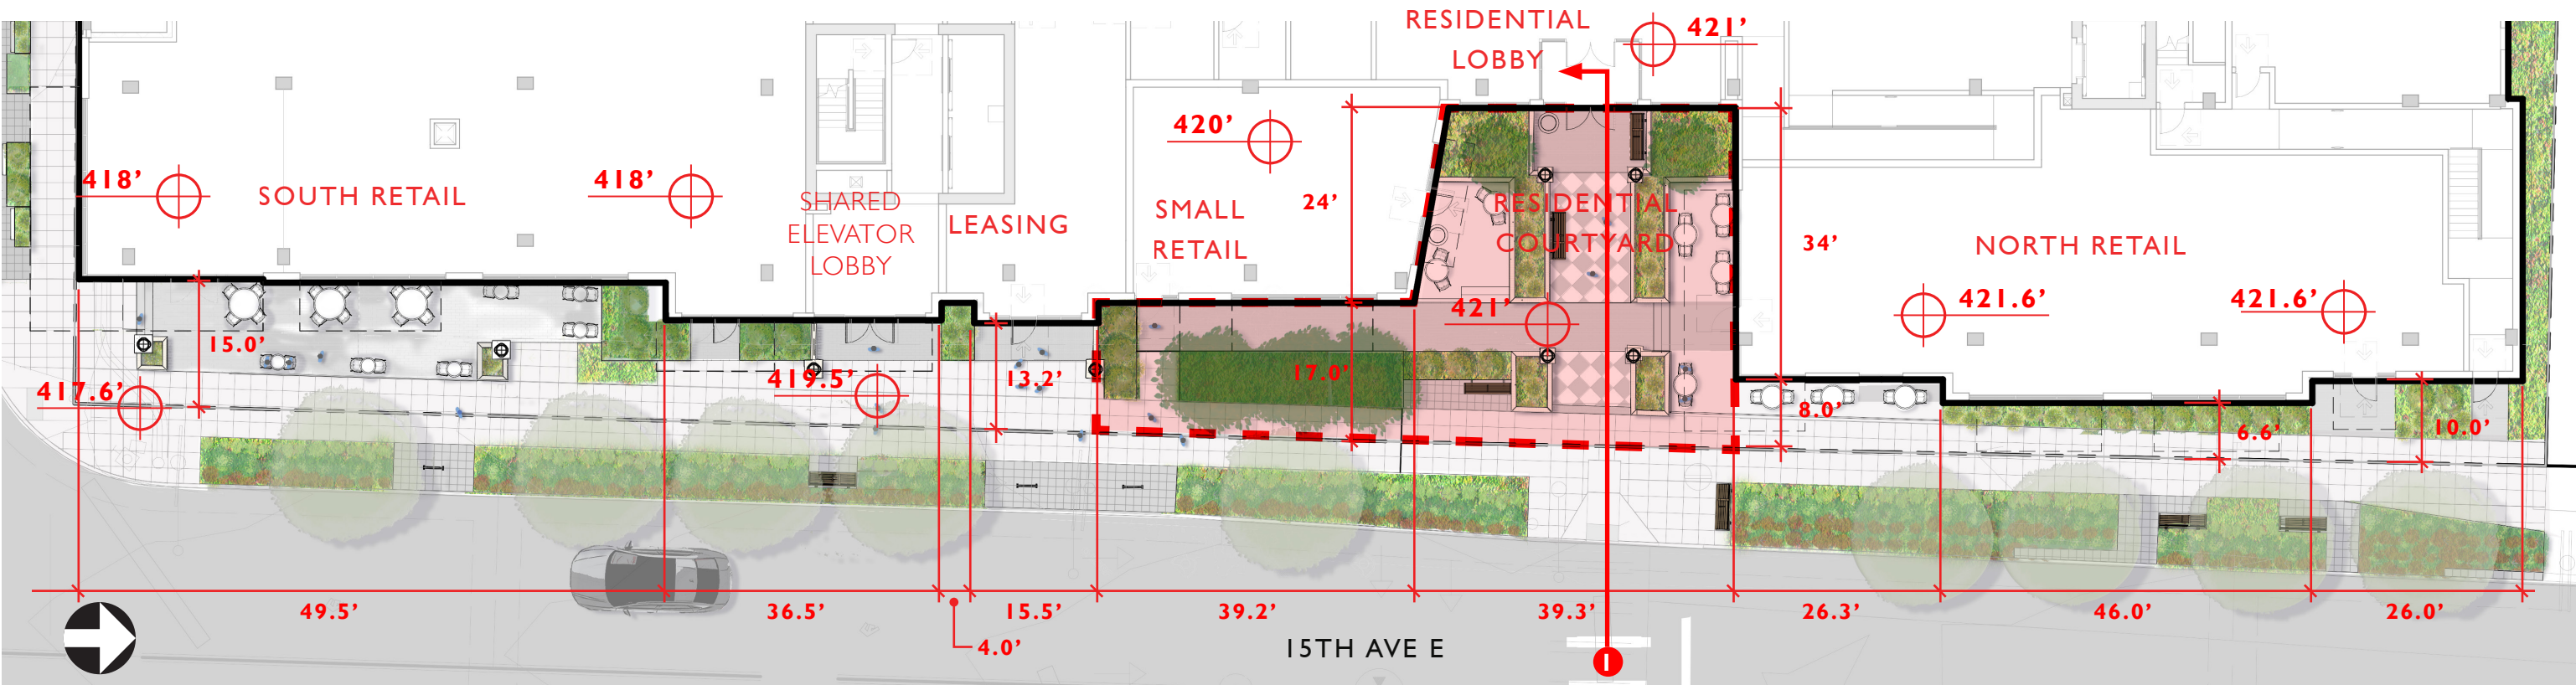 RESIDENTIAL
LOBBY
421’
420’
418’
SOUTH RETAIL
418’
SHARED
ELEVATOR
LOBBY
LEASING
SMALL
RETAIL
24’
RESIDENTIAL
COURTYARD
34’
NORTH RETAIL
421’
421.6’
421.6’
15.0’
417.6’
419.5’
13.2’
17.0’
8.0’
6.6’
10.0’
49.5’
36.5’
4.0’
15.5’
39.2’
39.3’
26.3’
46.0’
26.0’
15TH AVE E
1